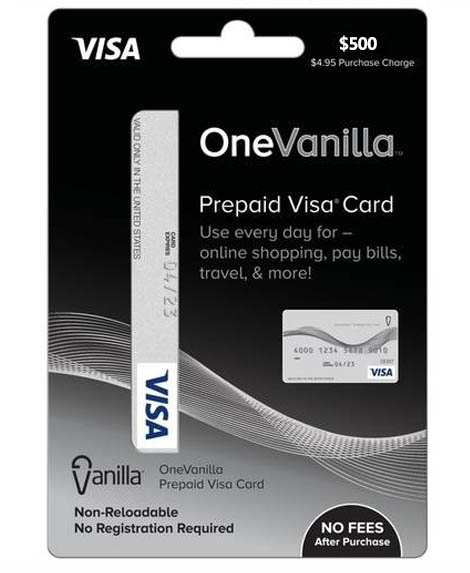 VISA
$500
$4.95 Purchase Charge
OneVanilla™
Prepaid Visa® Card
Use every day for –
online shopping, pay bills,
travel, & more!
VALID ONLY IN THE UNITED STATES
CARD
EXPIRES 04/23
VISA
4000 1234 5678 9010
04/23
DEBIT
VISA
Vanilla®
OneVanilla
Prepaid Visa Card
Non-Reloadable
No Registration Required
NO FEES
After Purchase